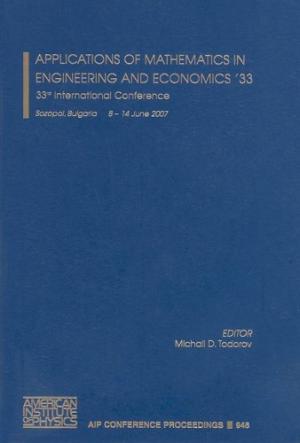 APPLICATIONS OF MATHEMATICS IN
ENGINEERING AND ECONOMICS '33
33rd International Conference
Sozopol, Bulgaria 8 – 14 June 2007
EDITOR
Michail D. Todorov
AMERICAN
INSTITUTE
OF PHYSICS
AIP CONFERENCE PROCEEDINGS 946